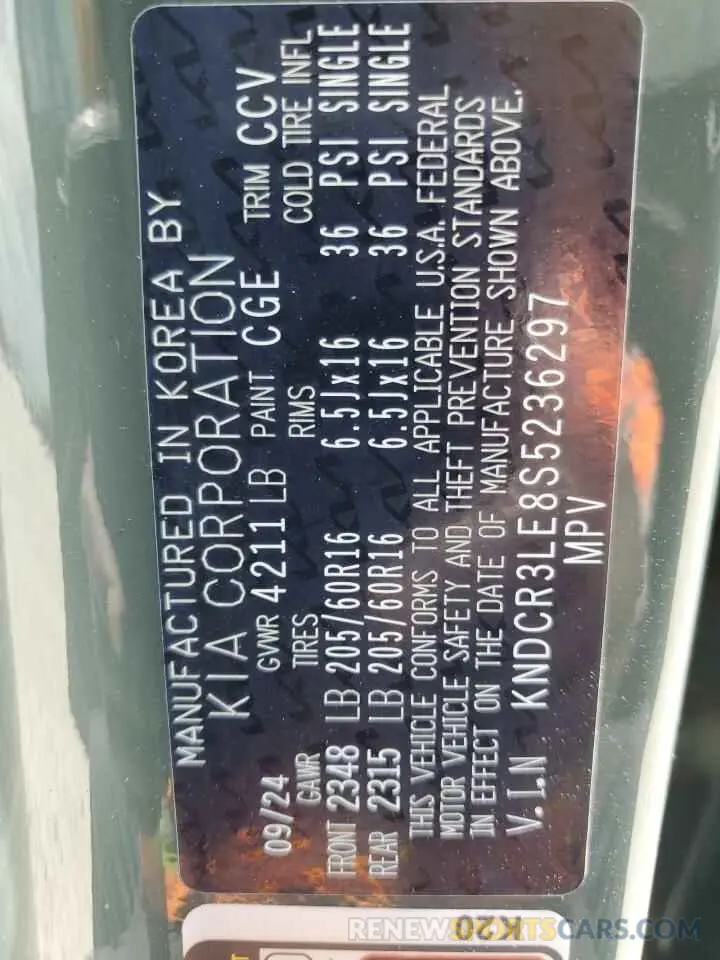 MANUFACTURED IN KOREA BY
KIA CORPORATION
09/24 GVWR 4211 LB PAINT CGE TRIM CCV
GAWR TIRES RIMS COLD TIRE INFL
FRONT 2348 LB 205/60R16 6.5Jx16 36 PSI SINGLE
REAR 2315 LB 205/60R16 6.5Jx16 36 PSI SINGLE
THIS VEHICLE CONFORMS TO ALL APPLICABLE U.S.A. FEDERAL
MOTOR VEHICLE SAFETY AND THEFT PREVENTION STANDARDS
IN EFFECT ON THE DATE OF MANUFACTURE SHOWN ABOVE.
V.I.N KNDCR3LE8S5236297
MPV
K20
RENEWSPORTSCARS.COM